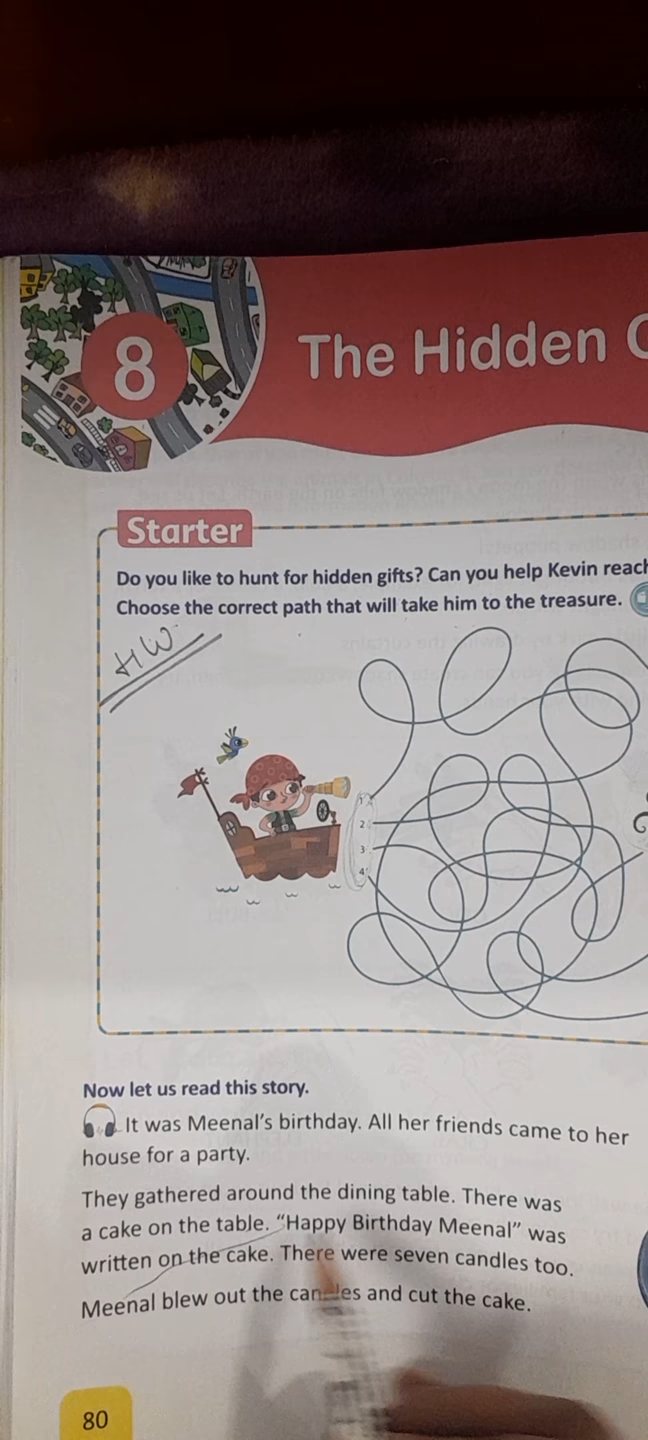 8
The Hidden
Starter
Do you like to hunt for hidden gifts? Can you help Kevin
Choose the correct path that will take him to the treasure.
HW
1
2
3
4
Now let us read this story.
It was Meenal's birthday. All her friends came to her
house for a party.
They gathered around the dining table. There was
a cake on the table. "Happy Birthday Meenal" was
written on the cake. There were seven candles too.
Meenal blew out the candles and cut the cake.
80